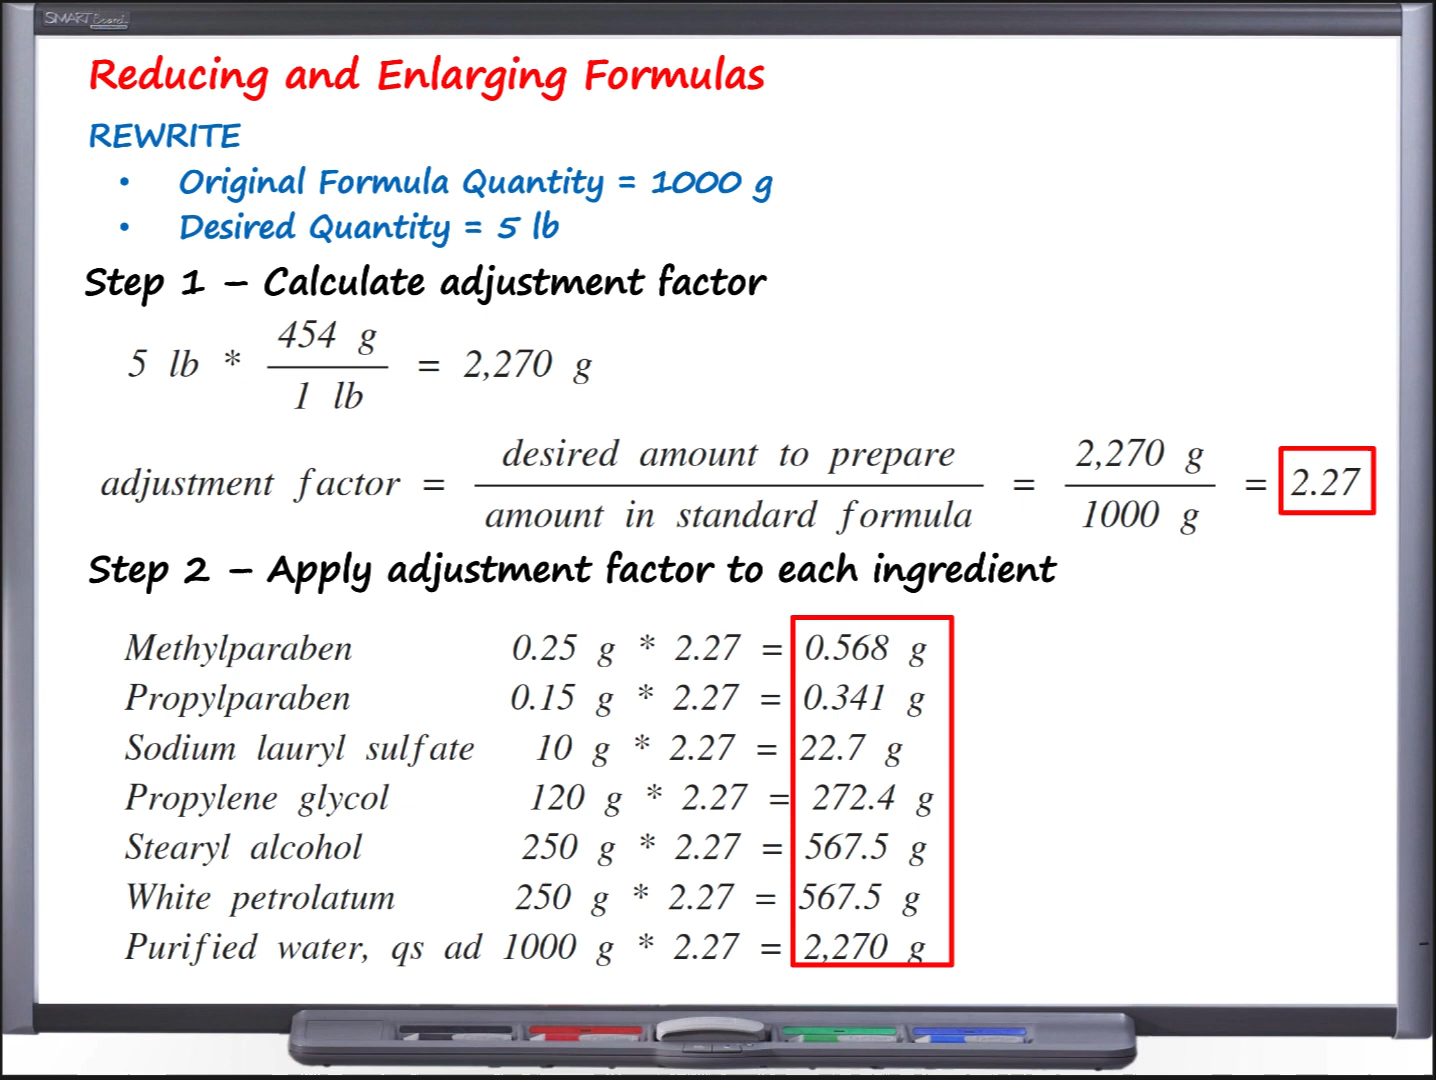 SMART Board
Reducing and Enlarging Formulas
REWRITE
• Original Formula Quantity = 1000 g
• Desired Quantity = 5 lb
Step 1 – Calculate adjustment factor
5 lb * 454 g / 1 lb = 2,270 g
adjustment factor = desired amount to prepare / amount in standard formula = 2,270 g / 1000 g = 2.27
Step 2 – Apply adjustment factor to each ingredient
Methylparaben 0.25 g * 2.27 = 0.568 g
Propylparaben 0.15 g * 2.27 = 0.341 g
Sodium lauryl sulfate 10 g * 2.27 = 22.7 g
Propylene glycol 120 g * 2.27 = 272.4 g
Stearyl alcohol 250 g * 2.27 = 567.5 g
White petrolatum 250 g * 2.27 = 567.5 g
Purified water, qs ad 1000 g * 2.27 = 2,270 g